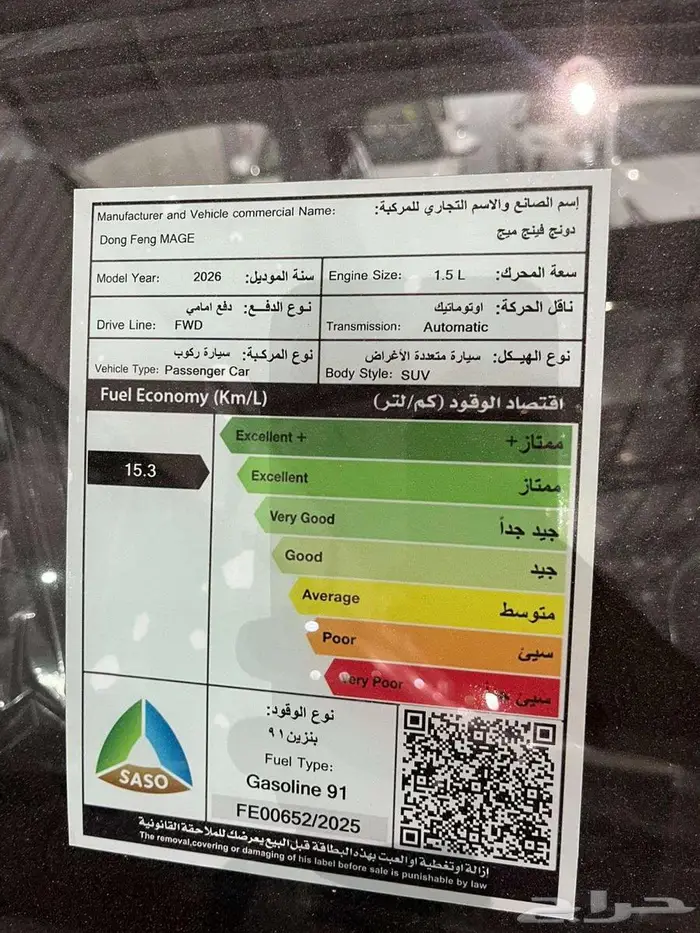 Manufacturer and Vehicle commercial Name: إسم الصانع والاسم التجاري للمركبة:
Dong Feng MAGE دونج فينج ميج
Model Year: 2026 سنة الموديل: Engine Size: 1.5 L سعة المحرك:
نوع الدفع: دفع امامي ناقل الحركة: اوتوماتيك
Drive Line: FWD Transmission: Automatic
نوع المركبة: سيارة ركوب نوع الهيكل: سيارة متعددة الأغراض
Vehicle Type: Passenger Car Body Style: SUV
Fuel Economy (Km/L) اقتصاد الوقود (كم/لتر)
Excellent + ممتاز+
15.3
Excellent ممتاز
Very Good جيد جداً
Good جيد
Average متوسط
Poor سيئ
Very Poor سيئ
نوع الوقود:
بنزين ٩١
Fuel Type:
Gasoline 91
SASO
FE00652/2025
إزالة اوتغطية او العبث بهذه البطاقة قبل البيع يعرضك للملاحقة القانونية
The removal,covering or damaging of his label before sale is punishable by law
حراج